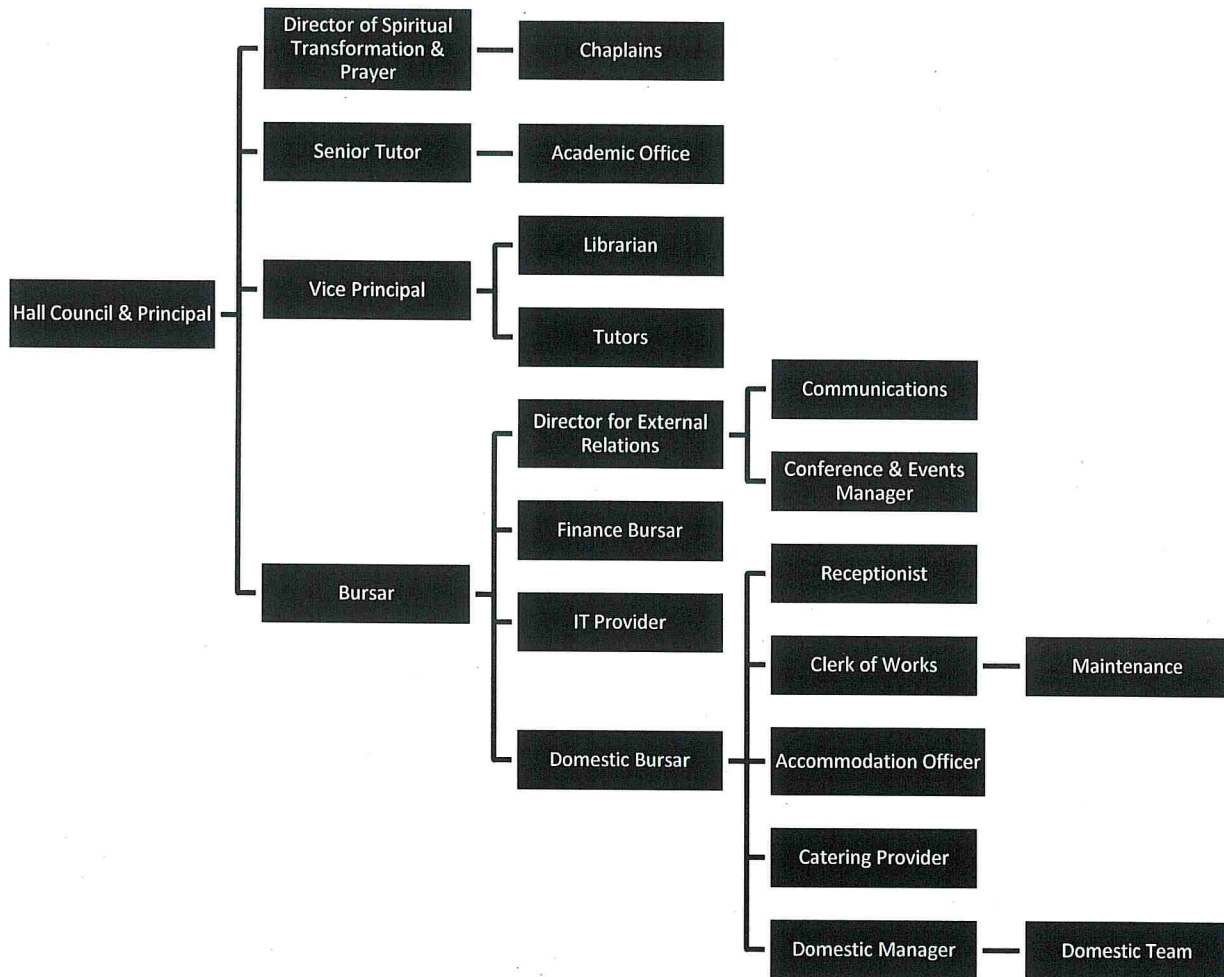 Director of Spiritual
Transformation &
Prayer
Chaplains
Senior Tutor
Academic Office
Librarian
Vice Principal
Hall Council & Principal
Tutors
Communications
Director for External
Relations
Conference & Events
Manager
Finance Bursar
Receptionist
Bursar
IT Provider
Clerk of Works
Maintenance
Domestic Bursar
Accommodation Officer
Catering Provider
Domestic Manager
Domestic Team